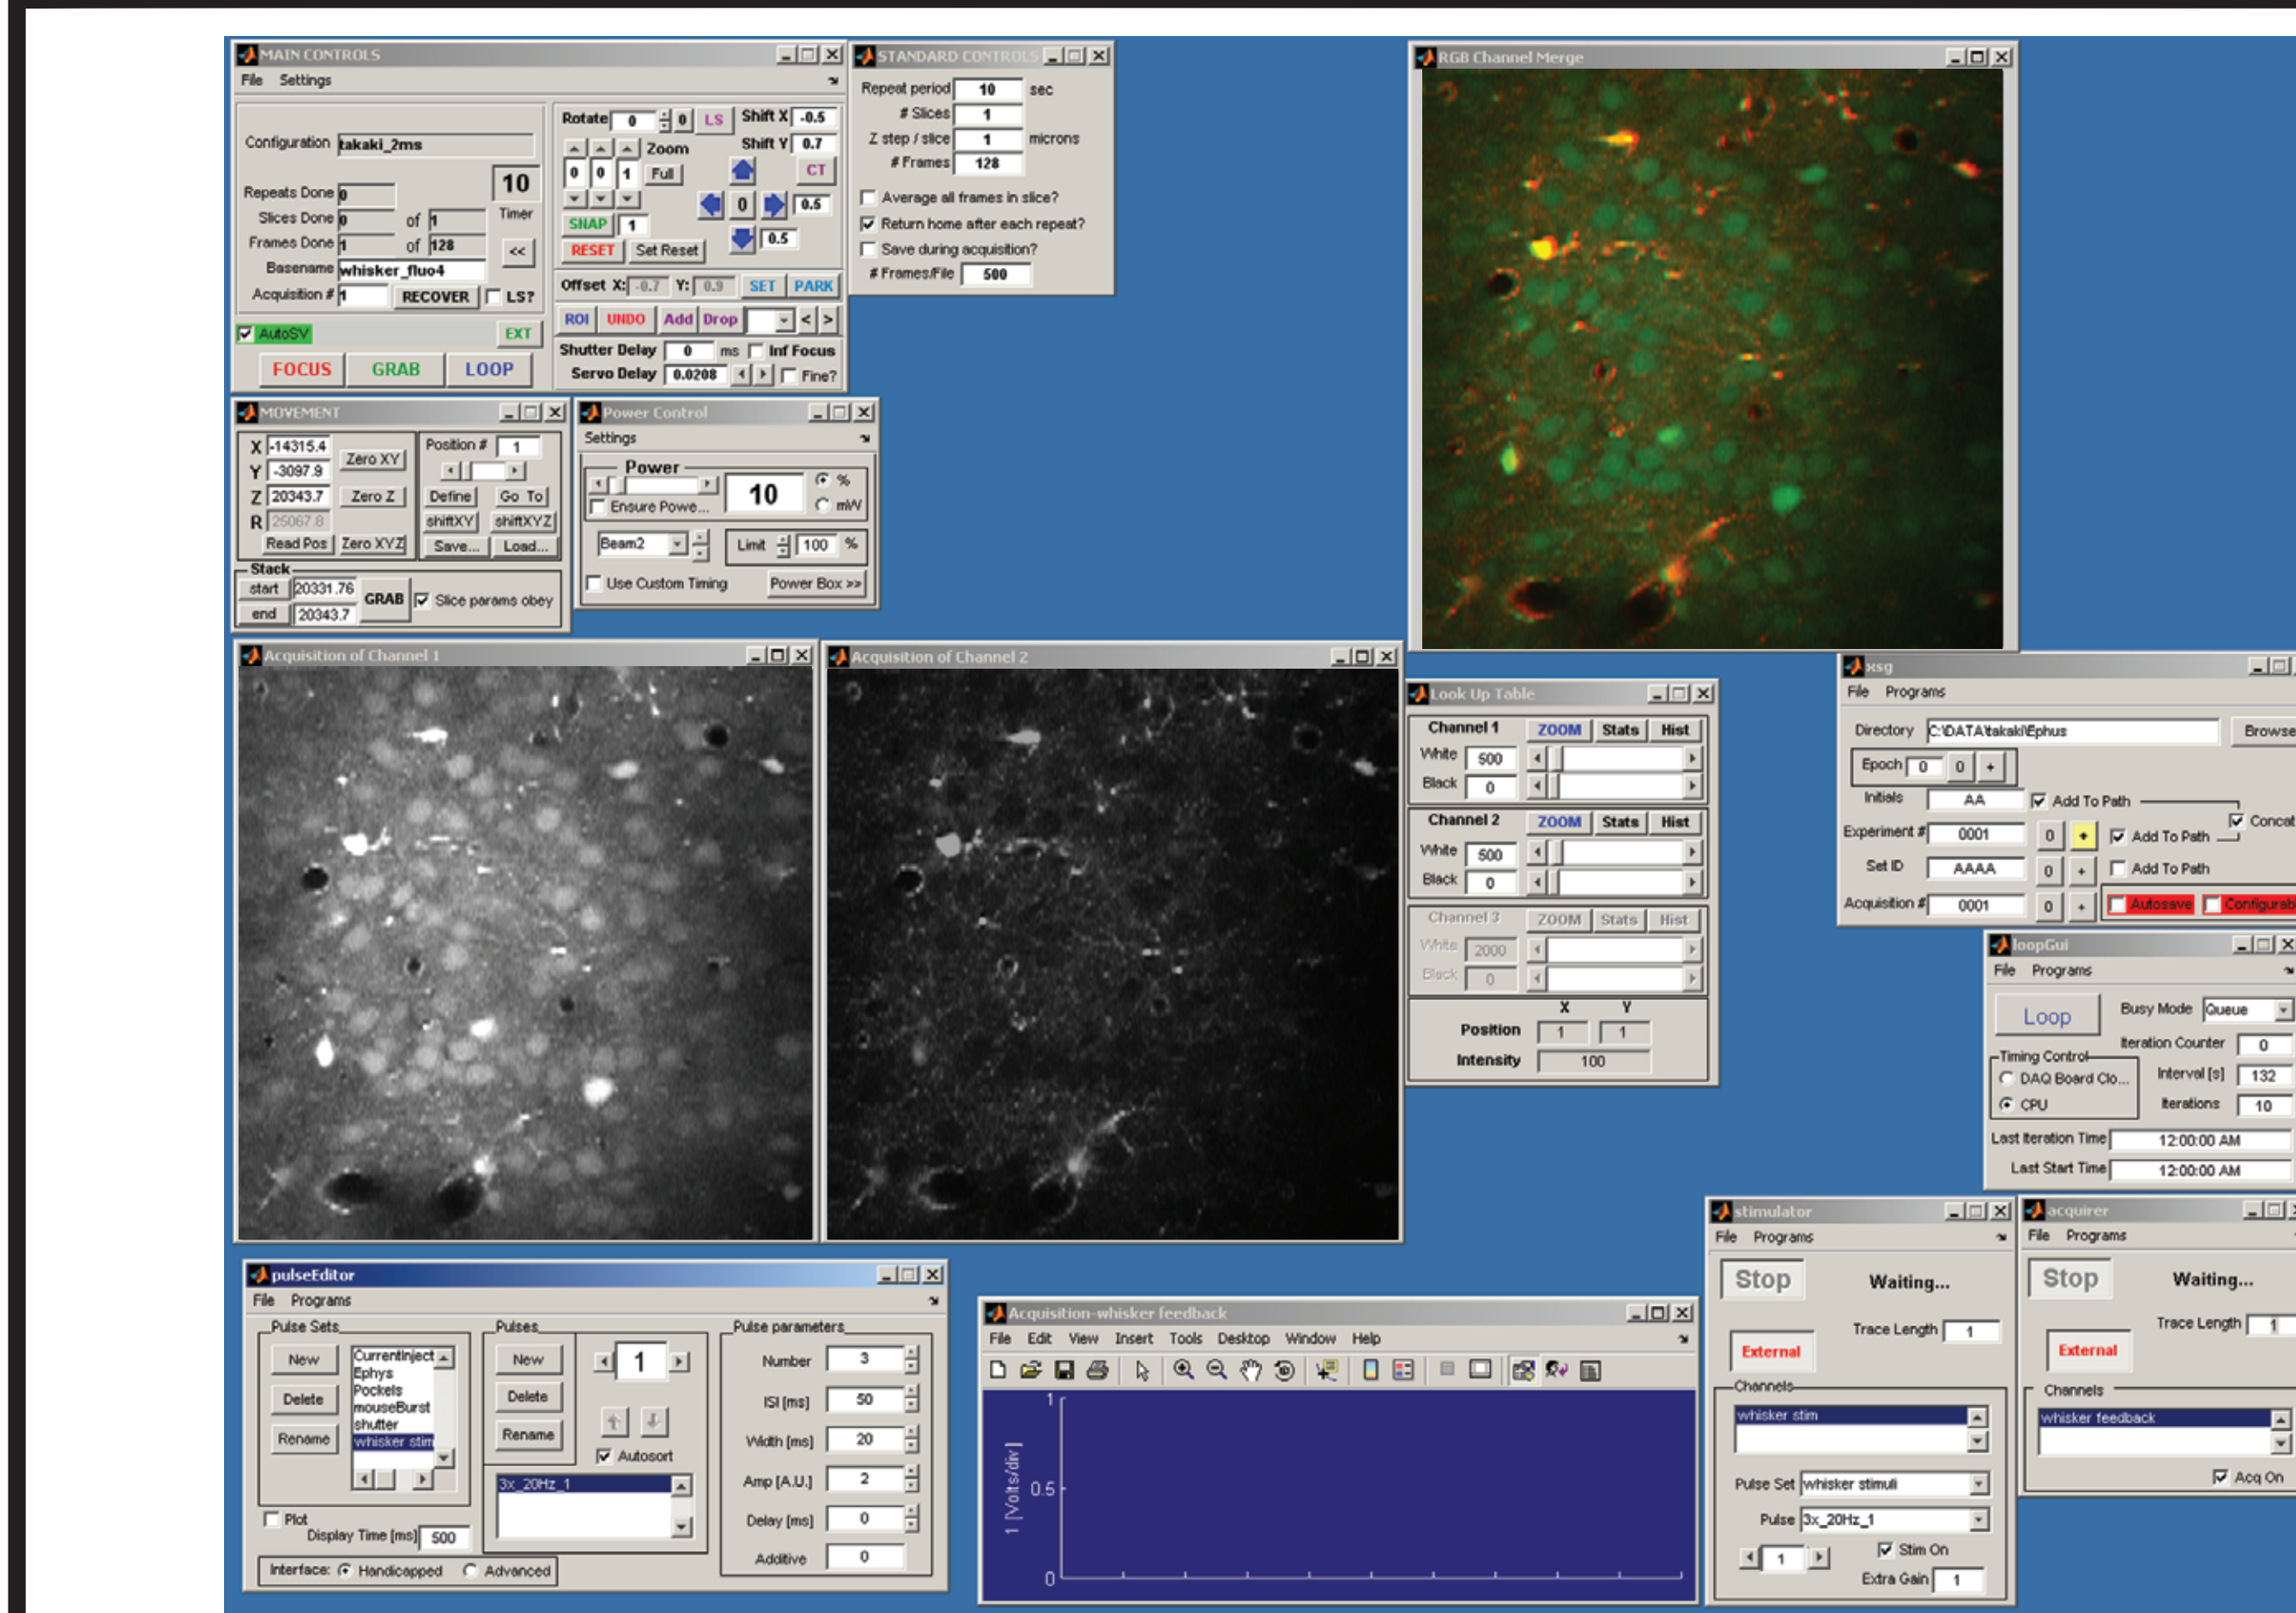 MAIN CONTROLS
File Settings
Configuration takaki_2ms
Repeats Done 0
Slices Done 0 of 1
Frames Done 1 of 128
10
Timer
<<
Basename whisker_fluo4
Acquisition # 1 RECOVER LS?
AutoSV EXT
FOCUS GRAB LOOP
Rotate 0 0 LS Shift X -0.5
Zoom Shift Y 0.7
0 0 1 Full CT
0 0.5
SNAP 1
0.5
RESET Set Reset
Offset X: -0.7 Y: 0.9 SET PARK
ROI UNDO Add Drop < >
Shutter Delay 0 ms Inf Focus
Servo Delay 0.0208 Fine?
STANDARD CONTROLS
Repeat period 10 sec
# Slices 1
Z step / slice 1 microns
# Frames 128
Average all frames in slice?
Return home after each repeat?
Save during acquisition?
# Frames/File 500
RGB Channel Merge
MOVEMENT
X -14315.4
Y -3097.9
Z 20343.7
R 25067.8
Zero XY
Zero Z
Read Pos Zero XYZ
Position # 1
Define Go To
shiftXY shiftXYZ
Save... Load...
Stack
start 20331.76
end 20343.7
GRAB Slice params obey
Power Control
Settings
Power
10 %
mW
Ensure Powe...
Beam2 Limit 100 %
Use Custom Timing Power Box >>
Acquisition of Channel 1
Acquisition of Channel 2
Look Up Table
Channel 1 ZOOM Stats Hist
White 500
Black 0
Channel 2 ZOOM Stats Hist
White 500
Black 0
Channel 3 ZOOM Stats Hist
White 2000
Black 0
X Y
Position 1 1
Intensity 100
xsg
File Programs
Directory C:\DATA\takaki\Ephus Browse
Epoch 0 0 +
Initials AA Add To Path
Concat
Experiment # 0001 0 + Add To Path
Set ID AAAA 0 + Add To Path
Acquisition # 0001 0 + Autosave Configurabl
loopGui
File Programs
Loop Busy Mode Queue
Iteration Counter 0
Timing Control
DAQ Board Clo... Interval [s] 132
CPU Iterations 10
Last Iteration Time 12:00:00 AM
Last Start Time 12:00:00 AM
pulseEditor
File Programs
Pulse Sets
New
Delete
Rename
CurrentInject
Ephys
Pockels
mouseBurst
shutter
whisker stim
Plot
Display Time [ms] 500
Interface: Handicapped Advanced
Pulses
New 1
Delete
Rename
Autosort
3x_20Hz_1
Pulse parameters
Number 3
ISI [ms] 50
Width [ms] 20
Amp [A.U.] 2
Delay [ms] 0
Additive 0
Acquisition-whisker feedback
File Edit View Insert Tools Desktop Window Help
1
0.5
0
1 [Volts/div]
stimulator
File Programs
Stop Waiting...
Trace Length 1
External
Channels
whisker stim
Pulse Set whisker stimuli
Pulse 3x_20Hz_1
1 Stim On
Extra Gain 1
acquirer
File Programs
Stop Waiting...
Trace Length 1
External
Channels
whisker feedback
Acq On